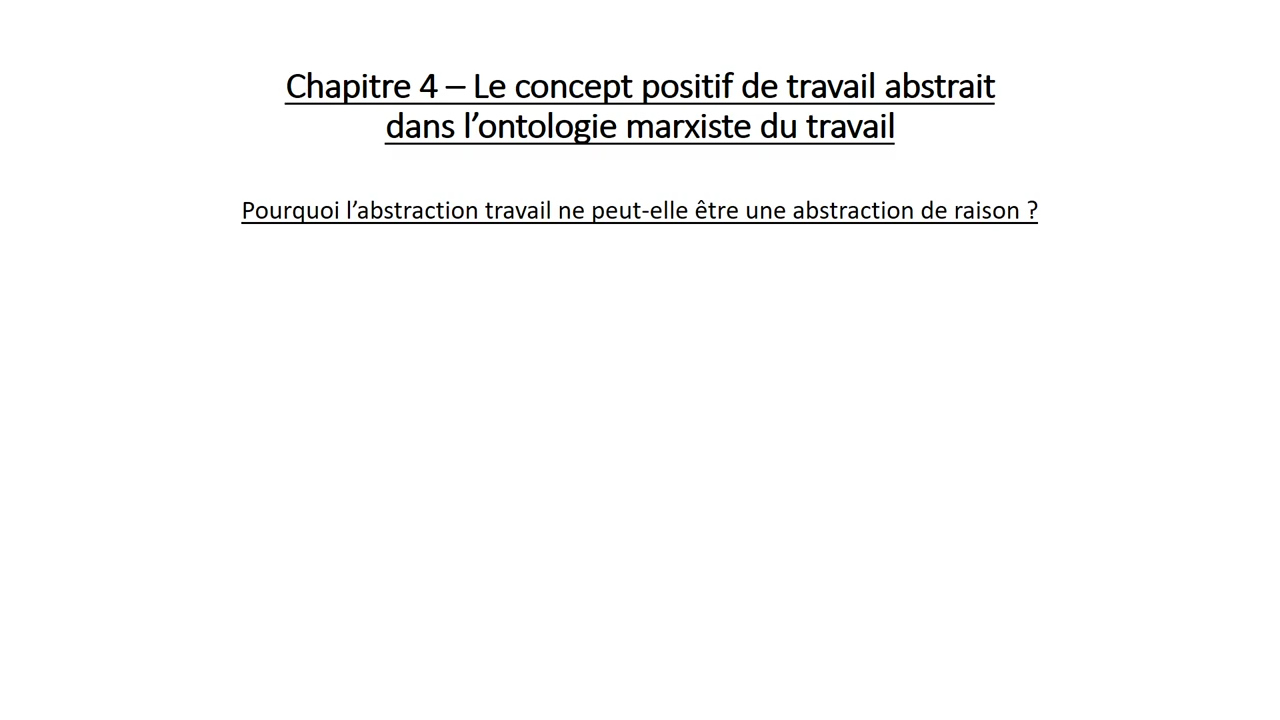 Chapitre 4 – Le concept positif de travail abstrait
dans l’ontologie marxiste du travail
Pourquoi l’abstraction travail ne peut-elle être une abstraction de raison ?